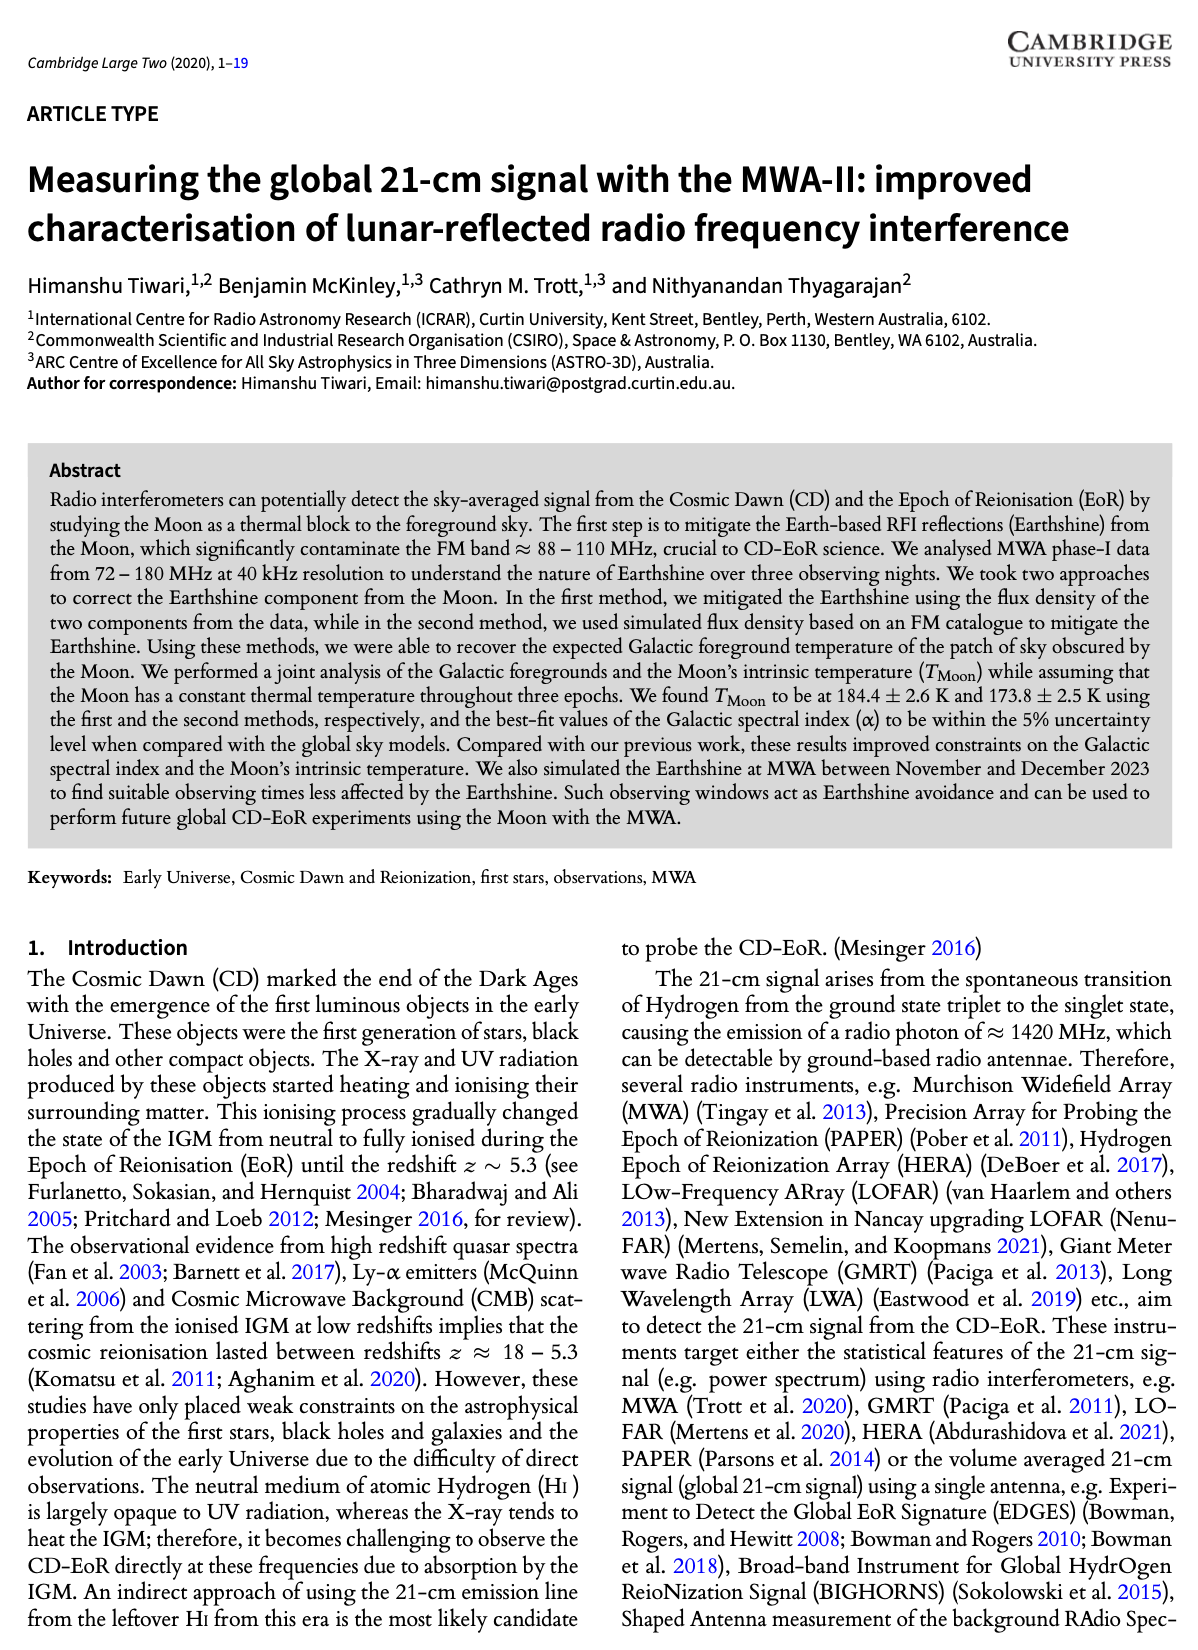 CAMBRIDGE
UNIVERSITY PRESS
Cambridge Large Two (2020), 1–19
ARTICLE TYPE
Measuring the global 21-cm signal with the MWA-II: improved
characterisation of lunar-reflected radio frequency interference
Himanshu Tiwari,1,2 Benjamin McKinley,1,3 Cathryn M. Trott,1,3 and Nithyanandan Thyagarajan2
1International Centre for Radio Astronomy Research (ICRAR), Curtin University, Kent Street, Bentley, Perth, Western Australia, 6102.
2Commonwealth Scientific and Industrial Research Organisation (CSIRO), Space & Astronomy, P. O. Box 1130, Bentley, WA 6102, Australia.
3ARC Centre of Excellence for All Sky Astrophysics in Three Dimensions (ASTRO-3D), Australia.
Author for correspondence: Himanshu Tiwari, Email: himanshu.tiwari@postgrad.curtin.edu.au.
Abstract
Radio interferometers can potentially detect the sky-averaged signal from the Cosmic Dawn (CD) and the Epoch of Reionisation (EoR) by
studying the Moon as a thermal block to the foreground sky. The first step is to mitigate the Earth-based RFI reflections (Earthshine) from
the Moon, which significantly contaminate the FM band ≈ 88 – 110 MHz, crucial to CD-EoR science. We analysed MWA phase-I data
from 72 – 180 MHz at 40 kHz resolution to understand the nature of Earthshine over three observing nights. We took two approaches
to correct the Earthshine component from the Moon. In the first method, we mitigated the Earthshine using the flux density of the
two components from the data, while in the second method, we used simulated flux density based on an FM catalogue to mitigate the
Earthshine. Using these methods, we were able to recover the expected Galactic foreground temperature of the patch of sky obscured by
the Moon. We performed a joint analysis of the Galactic foregrounds and the Moon's intrinsic temperature (TMoon) while assuming that
the Moon has a constant thermal temperature throughout three epochs. We found TMoon to be at 184.4 ± 2.6 K and 173.8 ± 2.5 K using
the first and the second methods, respectively, and the best-fit values of the Galactic spectral index (α) to be within the 5% uncertainty
level when compared with the global sky models. Compared with our previous work, these results improved constraints on the Galactic
spectral index and the Moon's intrinsic temperature. We also simulated the Earthshine at MWA between November and December 2023
to find suitable observing times less affected by the Earthshine. Such observing windows act as Earthshine avoidance and can be used to
perform future global CD-EoR experiments using the Moon with the MWA.
Keywords: Early Universe, Cosmic Dawn and Reionization, first stars, observations, MWA
1. Introduction
The Cosmic Dawn (CD) marked the end of the Dark Ages
with the emergence of the first luminous objects in the early
Universe. These objects were the first generation of stars, black
holes and other compact objects. The X-ray and UV radiation
produced by these objects started heating and ionising their
surrounding matter. This ionising process gradually changed
the state of the IGM from neutral to fully ionised during the
Epoch of Reionisation (EoR) until the redshift z ∼ 5.3 (see
Furlanetto, Sokasian, and Hernquist 2004; Bharadwaj and Ali
2005; Pritchard and Loeb 2012; Mesinger 2016, for review).
The observational evidence from high redshift quasar spectra
(Fan et al. 2003; Barnett et al. 2017), Ly-α emitters (McQuinn
et al. 2006) and Cosmic Microwave Background (CMB) scat-
tering from the ionised IGM at low redshifts implies that the
cosmic reionisation lasted between redshifts z ≈ 18 – 5.3
(Komatsu et al. 2011; Aghanim et al. 2020). However, these
studies have only placed weak constraints on the astrophysical
properties of the first stars, black holes and galaxies and the
evolution of the early Universe due to the difficulty of direct
observations. The neutral medium of atomic Hydrogen (HI )
is largely opaque to UV radiation, whereas the X-ray tends to
heat the IGM; therefore, it becomes challenging to observe the
CD-EoR directly at these frequencies due to absorption by the
IGM. An indirect approach of using the 21-cm emission line
from the leftover HI from this era is the most likely candidate
to probe the CD-EoR. (Mesinger 2016)
The 21-cm signal arises from the spontaneous transition
of Hydrogen from the ground state triplet to the singlet state,
causing the emission of a radio photon of ≈ 1420 MHz, which
can be detectable by ground-based radio antennae. Therefore,
several radio instruments, e.g. Murchison Widefield Array
(MWA) (Tingay et al. 2013), Precision Array for Probing the
Epoch of Reionization (PAPER) (Pober et al. 2011), Hydrogen
Epoch of Reionization Array (HERA) (DeBoer et al. 2017),
LOw-Frequency ARray (LOFAR) (van Haarlem and others
2013), New Extension in Nancay upgrading LOFAR (Nenu-
FAR) (Mertens, Semelin, and Koopmans 2021), Giant Meter
wave Radio Telescope (GMRT) (Paciga et al. 2013), Long
Wavelength Array (LWA) (Eastwood et al. 2019) etc., aim
to detect the 21-cm signal from the CD-EoR. These instru-
ments target either the statistical features of the 21-cm sig-
nal (e.g. power spectrum) using radio interferometers, e.g.
MWA (Trott et al. 2020), GMRT (Paciga et al. 2011), LO-
FAR (Mertens et al. 2020), HERA (Abdurashidova et al. 2021),
PAPER (Parsons et al. 2014) or the volume averaged 21-cm
signal (global 21-cm signal) using a single antenna, e.g. Experi-
ment to Detect the Global EoR Signature (EDGES) (Bowman,
Rogers, and Hewitt 2008; Bowman and Rogers 2010; Bowman
et al. 2018), Broad-band Instrument for Global HydrOgen
ReioNization Signal (BIGHORNS) (Sokolowski et al. 2015),
Shaped Antenna measurement of the background RAdio Spec-